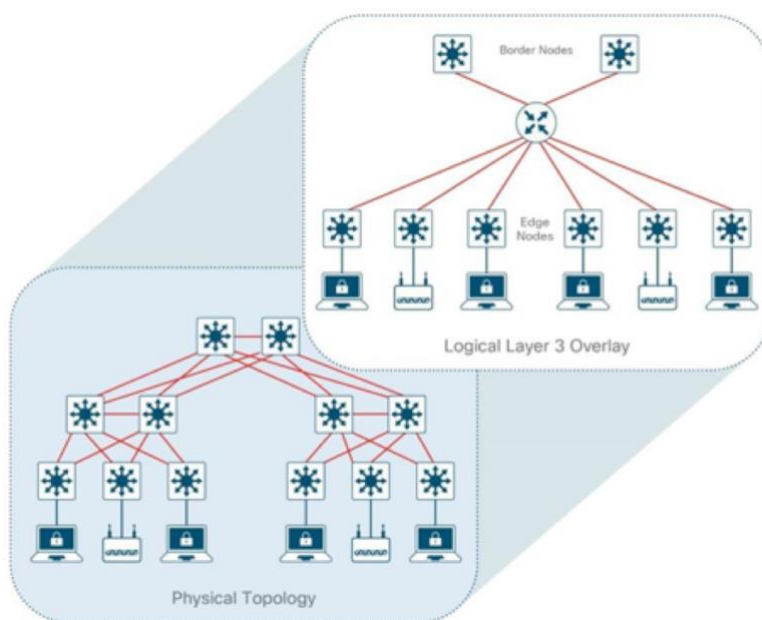 Border Nodes
Edge
Nodes
Logical Layer 3 Overlay
Physical Topology